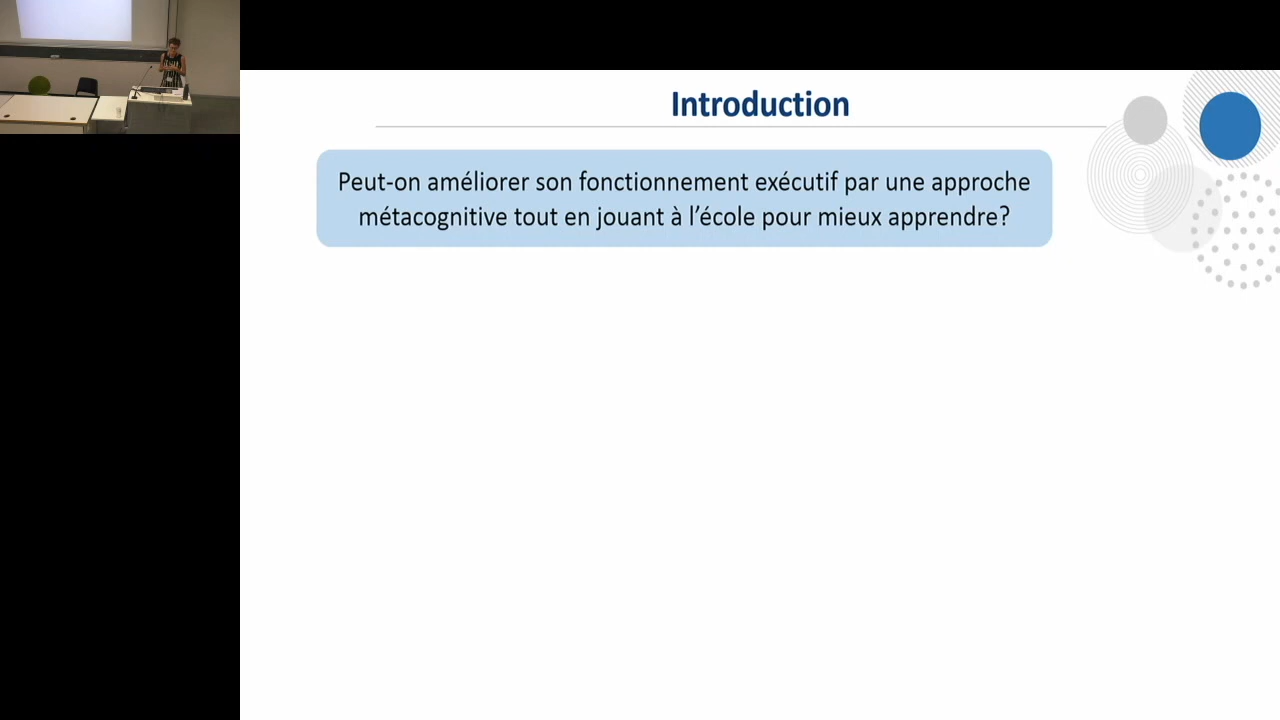 Introduction
Peut-on améliorer son fonctionnement exécutif par une approche
métacognitive tout en jouant à l'école pour mieux apprendre?